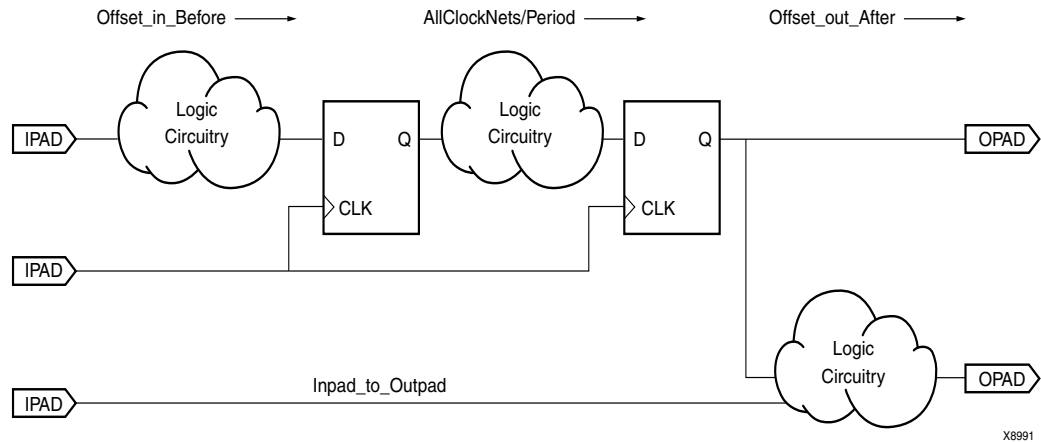 Offset_in_Before
AllClockNets/Period
Offset_out_After
Logic
Circuitry
Logic
Circuitry
IPAD
D
Q
D
Q
OPAD
CLK
CLK
IPAD
Logic
Circuitry
Inpad_to_Outpad
OPAD
IPAD
X8991